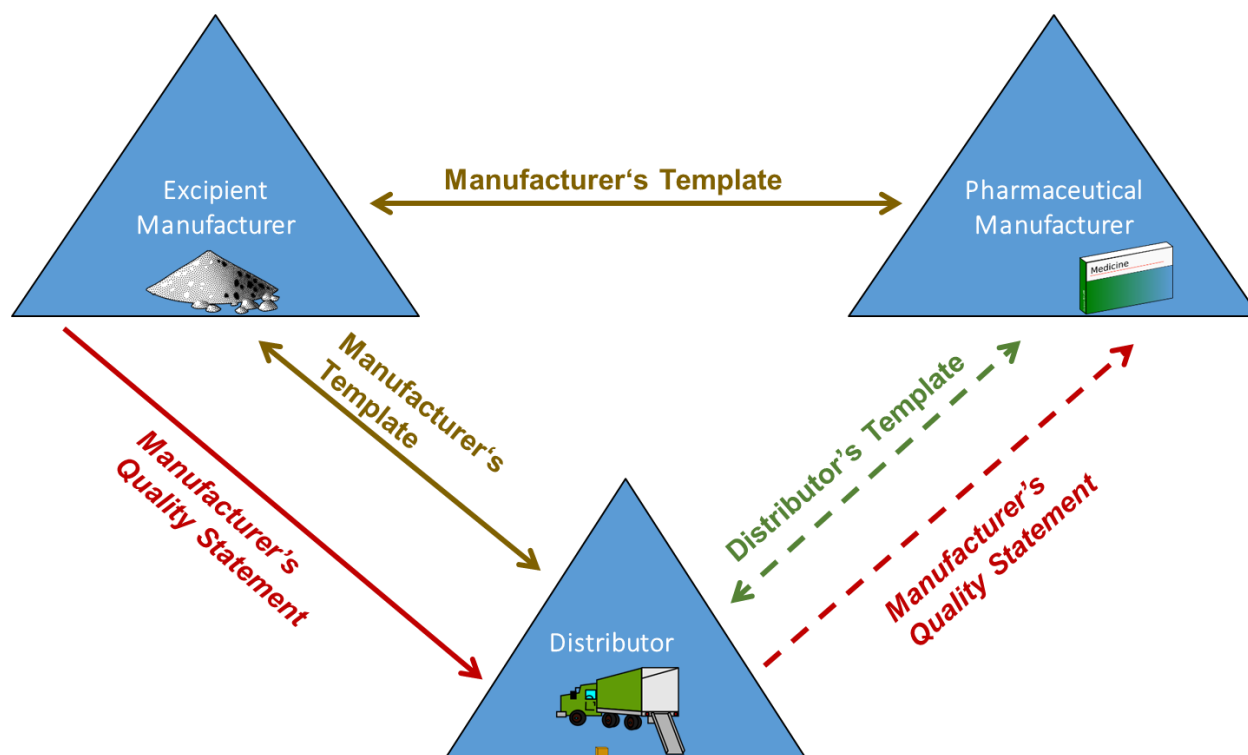 Manufacturer‘s Template
Excipient
Manufacturer
Pharmaceutical
Manufacturer
Medicine
Manufacturer‘s
Template
Manufacturer’s
Quality Statement
Distributor’s Template
Manufacturer’s
Quality Statement
Distributor